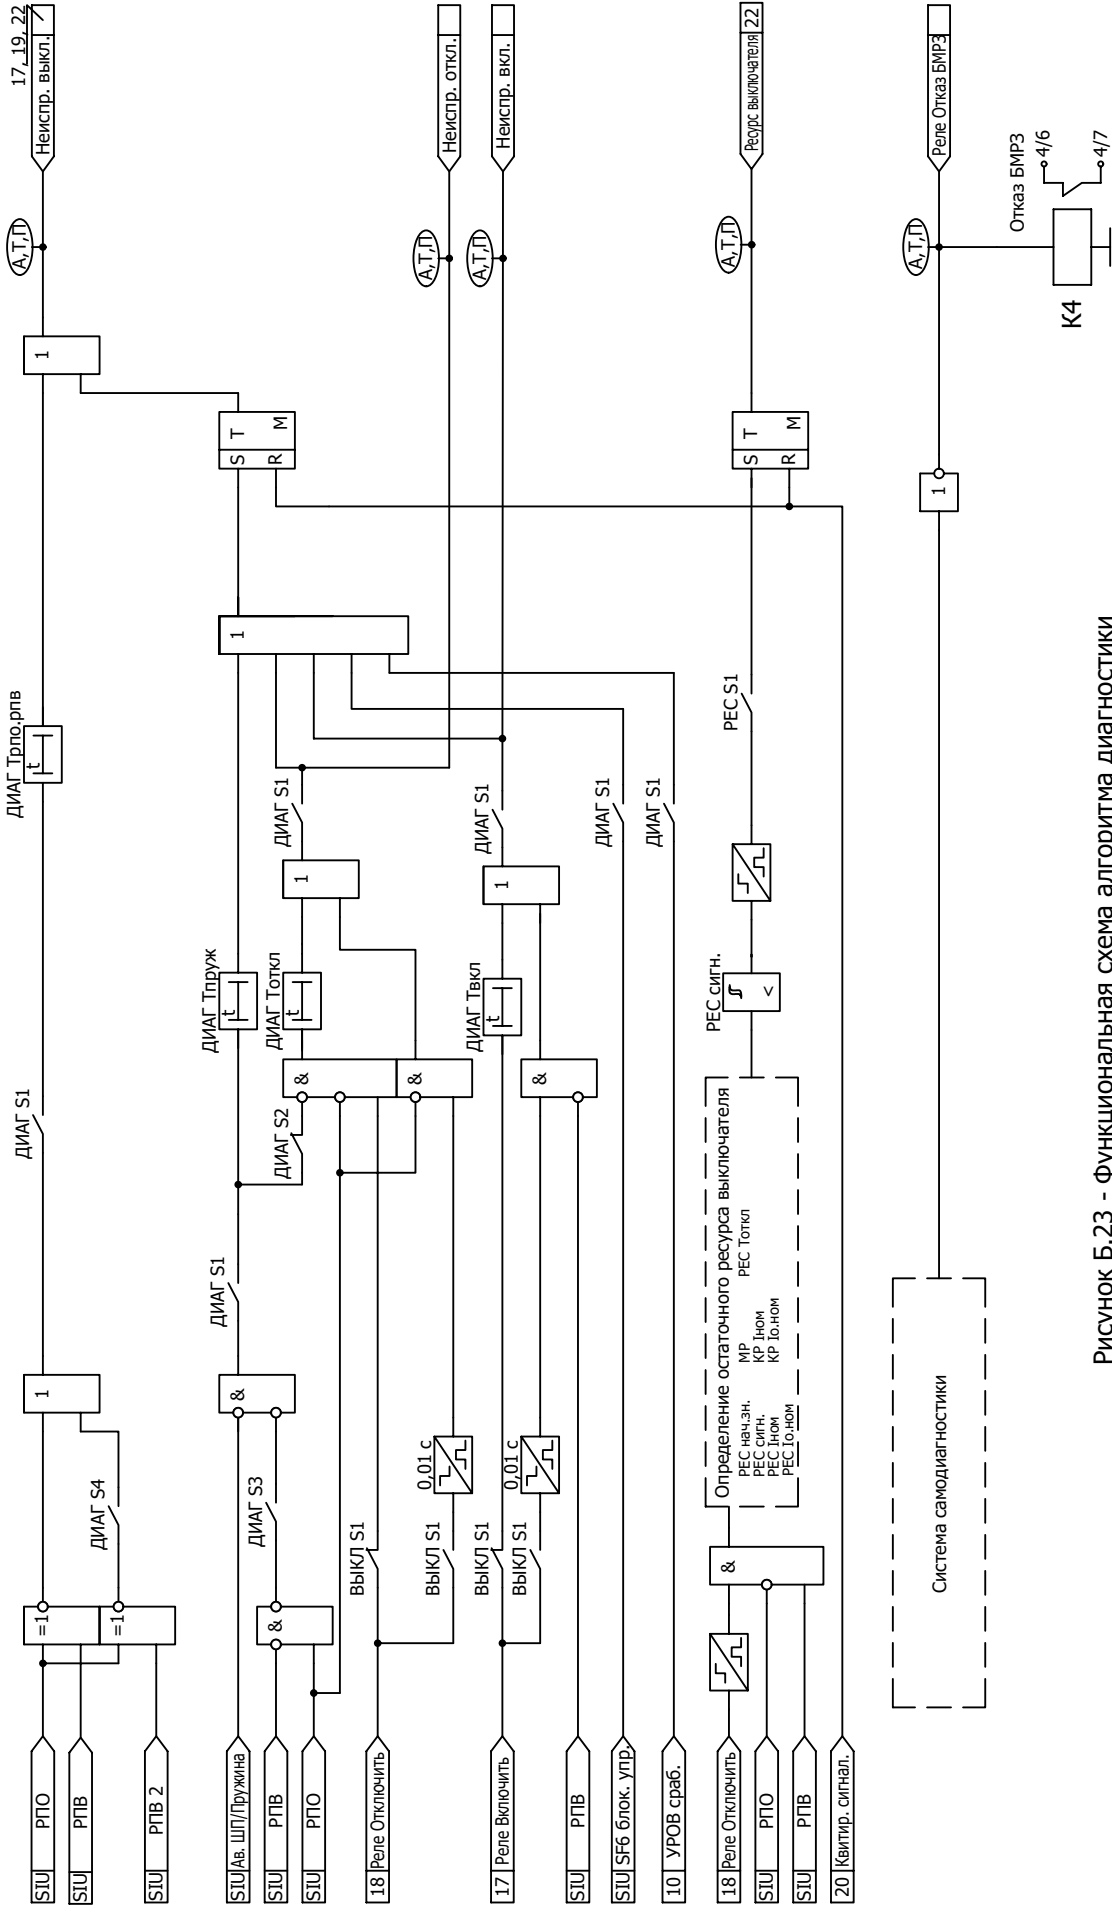 17, 19, 22
Неиспр. выкл.
А,Т,П
1
ДИАГ Трпо.рпв
t
ДИАГ S1
1
ДИАГ S4
=1
=1
SIU РПО
SIU РПВ
SIU РПВ 2
Неиспр. откл.
Неиспр. вкл.
А,Т,П
А,Т,П
S T
R M
1
ДИАГ Тпруж
t
ДИАГ S1
&
ДИАГ S3
&
SIU Ав. ШП/Пружина
SIU РПВ
SIU РПО
ДИАГ S1
1
ДИАГ Тоткл
t
&
&
ДИАГ S2
ВЫКЛ S1
0,01 с
ВЫКЛ S1
18 Реле Отключить
ДИАГ S1
1
ДИАГ Твкл
t
&
ВЫКЛ S1
0,01 с
ВЫКЛ S1
17 Реле Включить
SIU РПВ
ДИАГ S1
SIU SF6 блок. упр.
ДИАГ S1
10 УРОВ сраб.
Ресурс выключателя 22
А,Т,П
S T
R M
РЕС S1
РЕС сигн.
<
Определение остаточного ресурса выключателя
РЕС нач.зн.
РЕС сигн.
РЕС Iном
РЕС Iо.ном
МР
КР Iном
КР Iо.ном
РЕС Тоткл
&
18 Реле Отключить
SIU РПО
SIU РПВ
20 Квитир. сигнал.
Реле Отказ БМРЗ
А,Т,П
1
Система самодиагностики
Отказ БМРЗ
4/6
4/7
К4
Рисунок Б.23 - Функциональная схема алгоритма диагностики